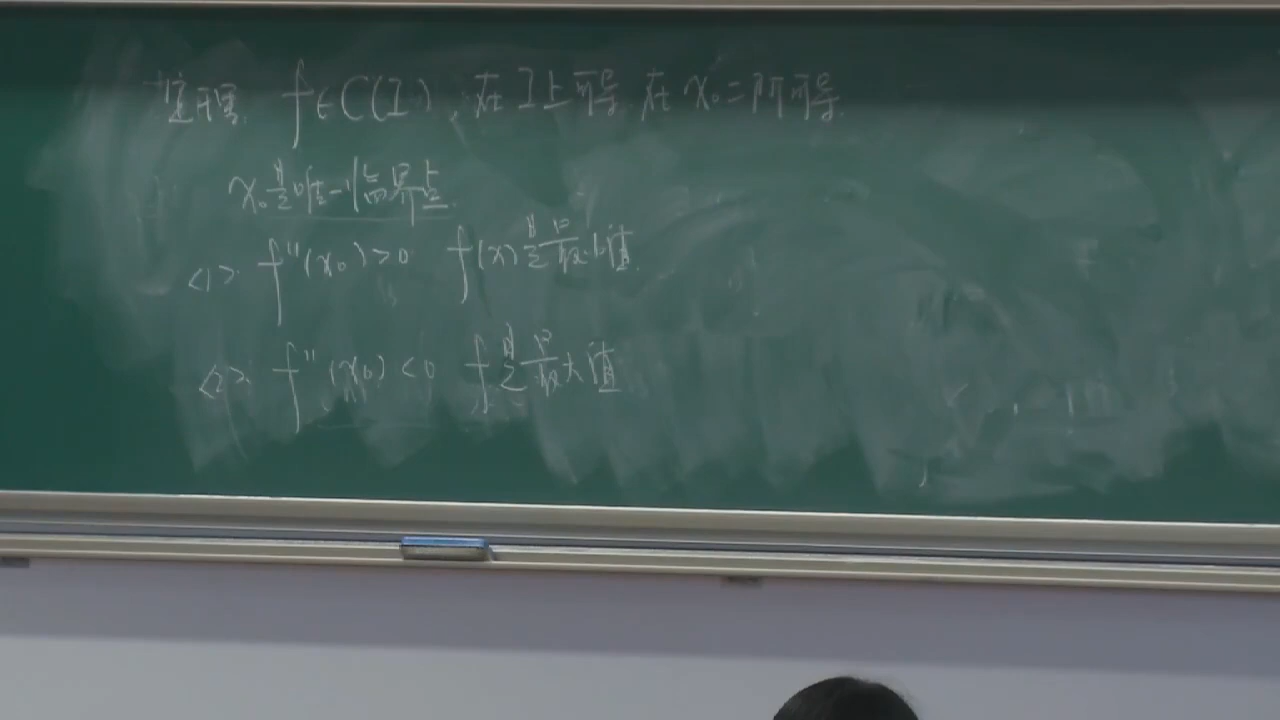 定理 f∈C(I), 在I上可导 在x₀二阶可导.
x₀是唯一临界点.
<1>. f''(x₀)>0 f(x)是最小值.
<2>. f''(x₀)<0 f是最大值